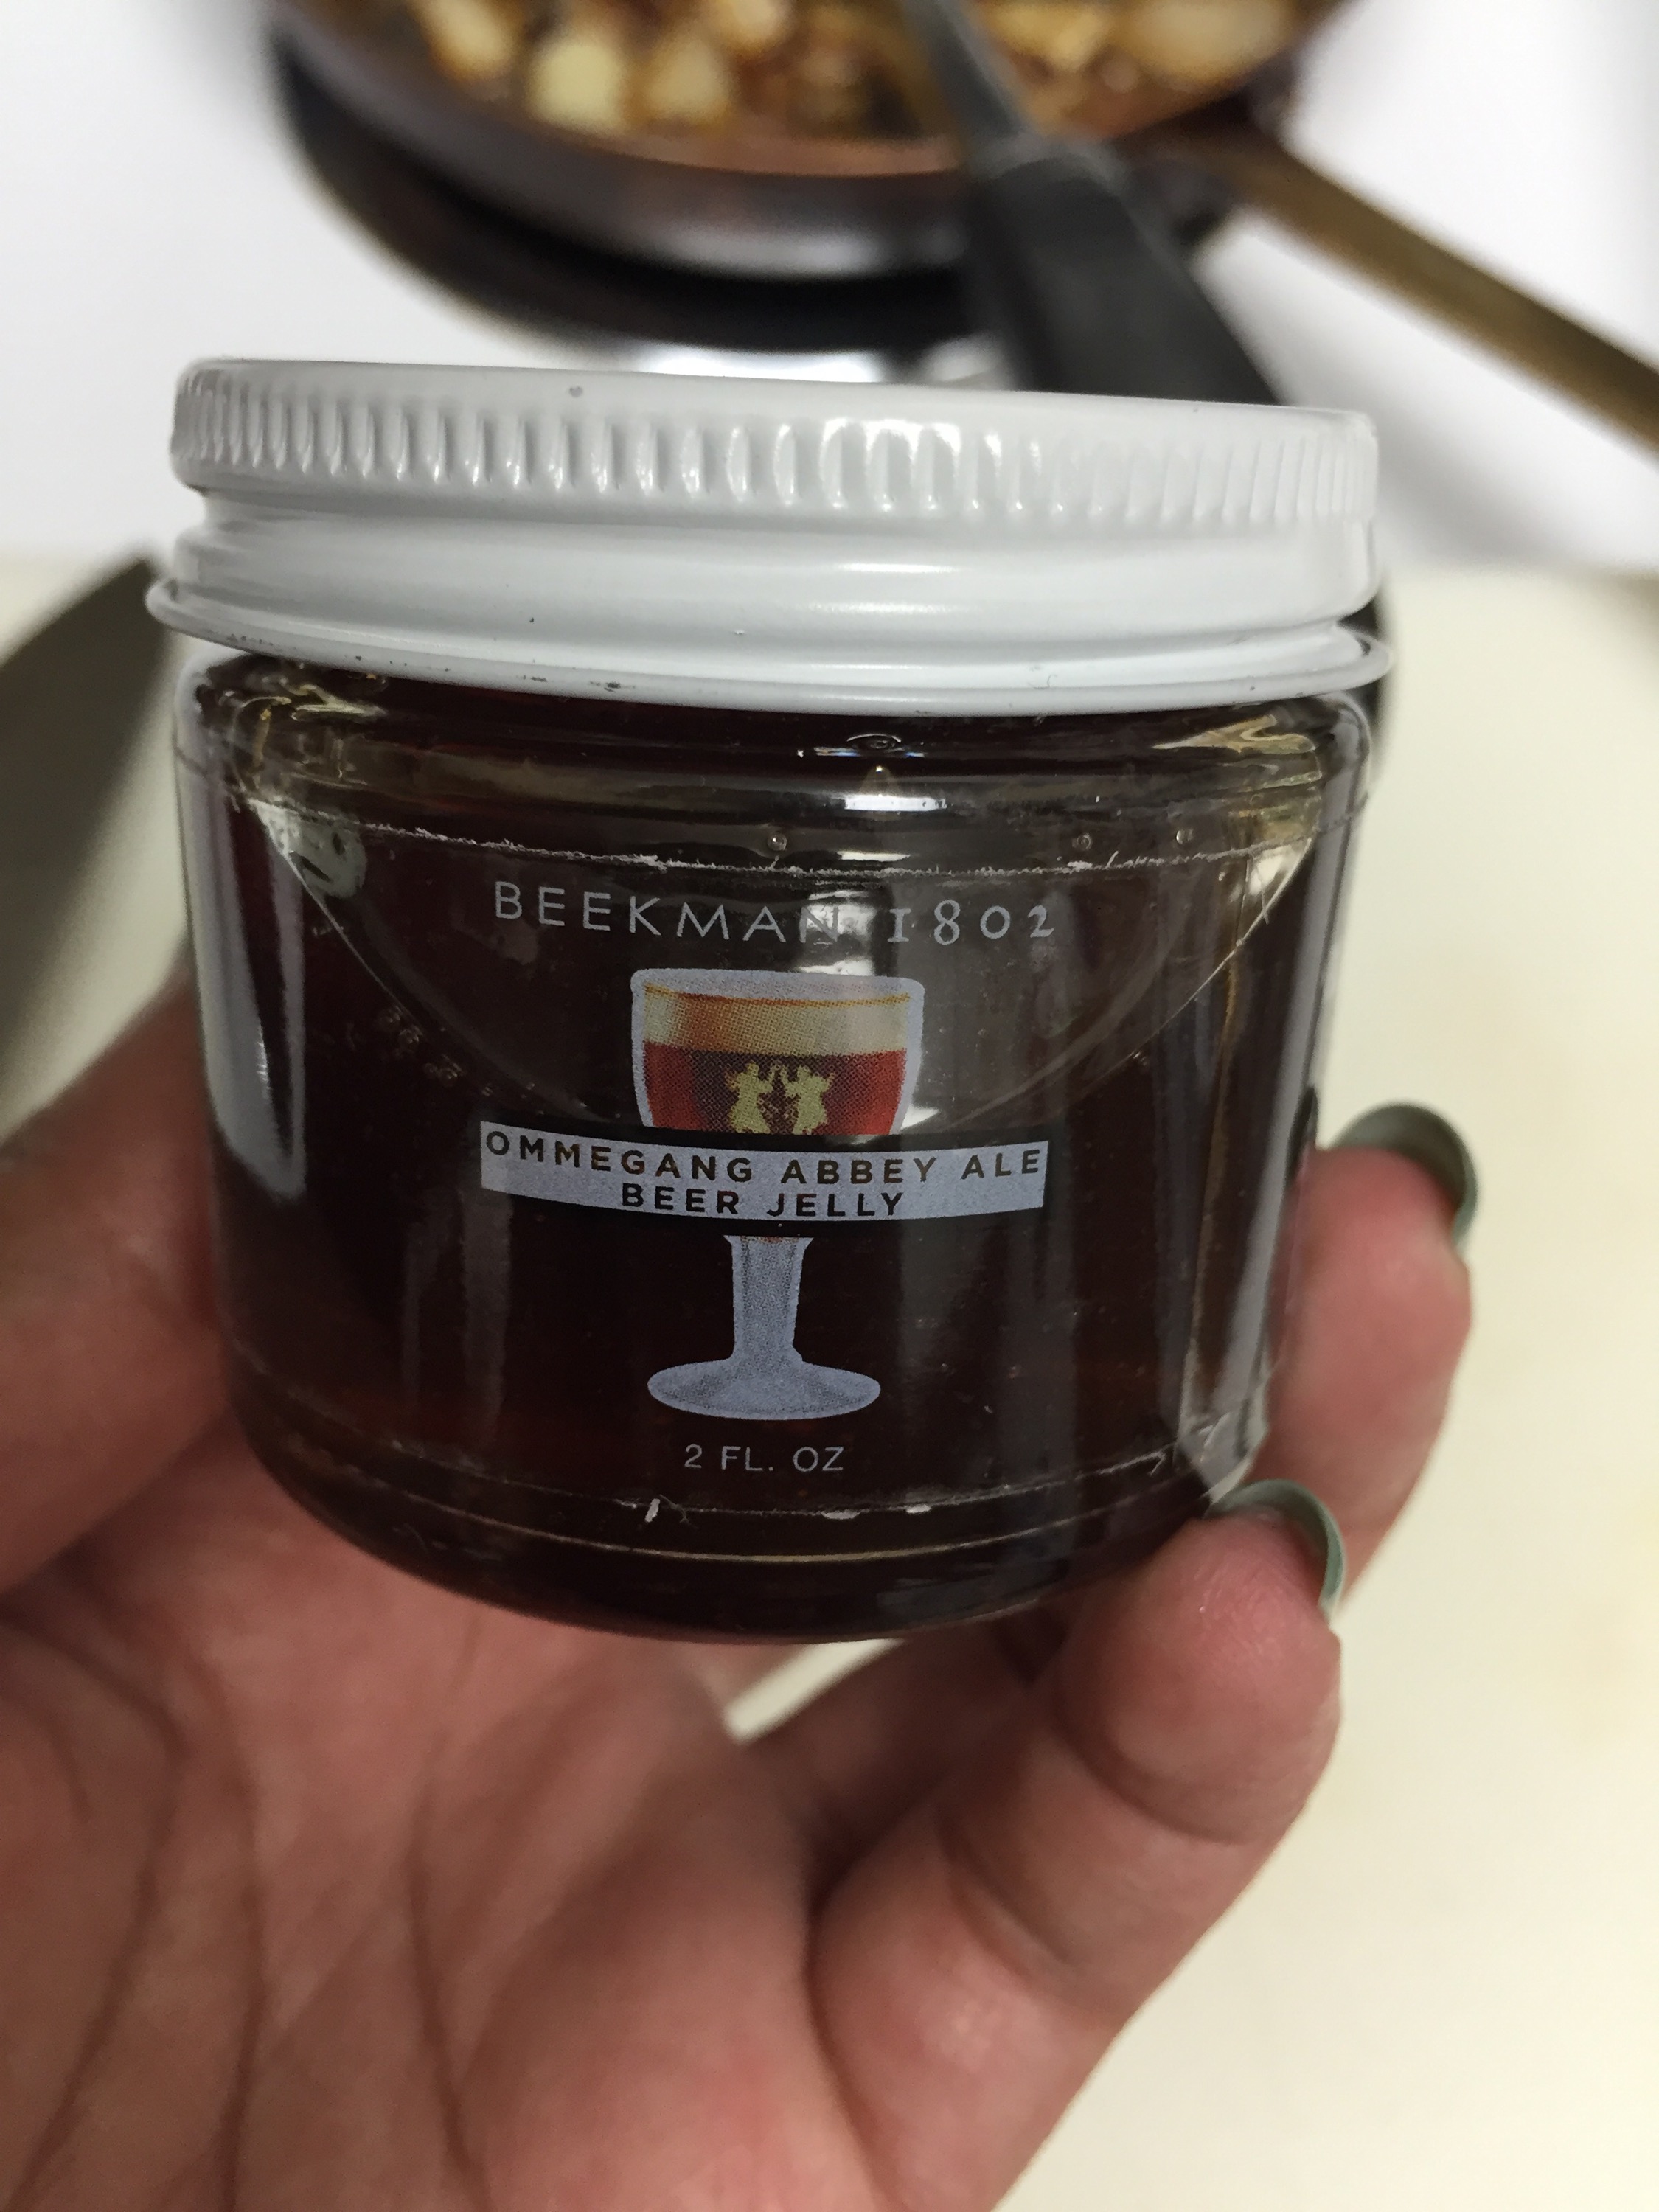 BEEKMAN 1802
OMMEGANG ABBEY ALE
BEER JELLY
2 FL. OZ